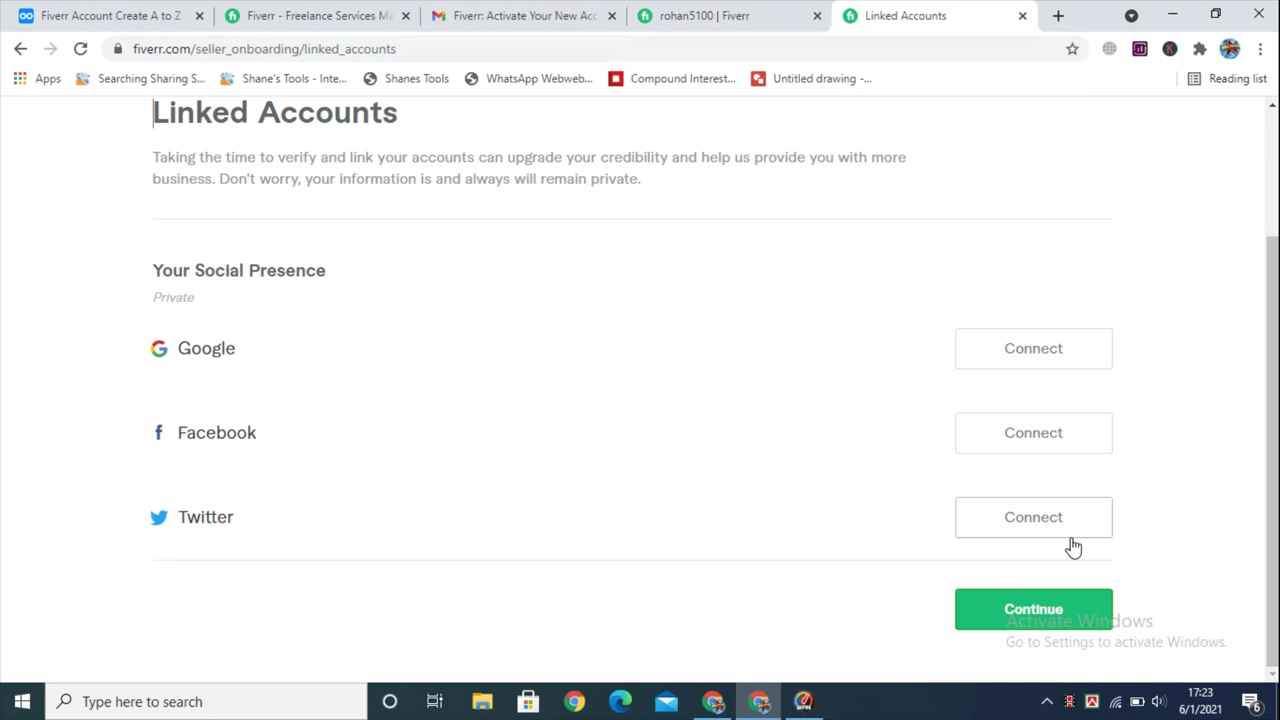 Fiverr Account Create A to Z
Fiverr - Freelance Services Ma
Fiverr: Activate Your New Acc
rohan5100 | Fiverr
Linked Accounts
fiverr.com/seller_onboarding/linked_accounts
Apps
Searching Sharing S...
Shane's Tools - Inte...
Shanes Tools
WhatsApp Webweb...
Compound Interest...
Untitled drawing -...
Reading list
Linked Accounts
Taking the time to verify and link your accounts can upgrade your credibility and help us provide you with more
business. Don't worry, your information is and always will remain private.
Your Social Presence
Private
Google
Connect
Facebook
Connect
Twitter
Connect
Continue
Activate Windows
Go to Settings to activate Windows.
Type here to search
17:23
6/1/2021
6